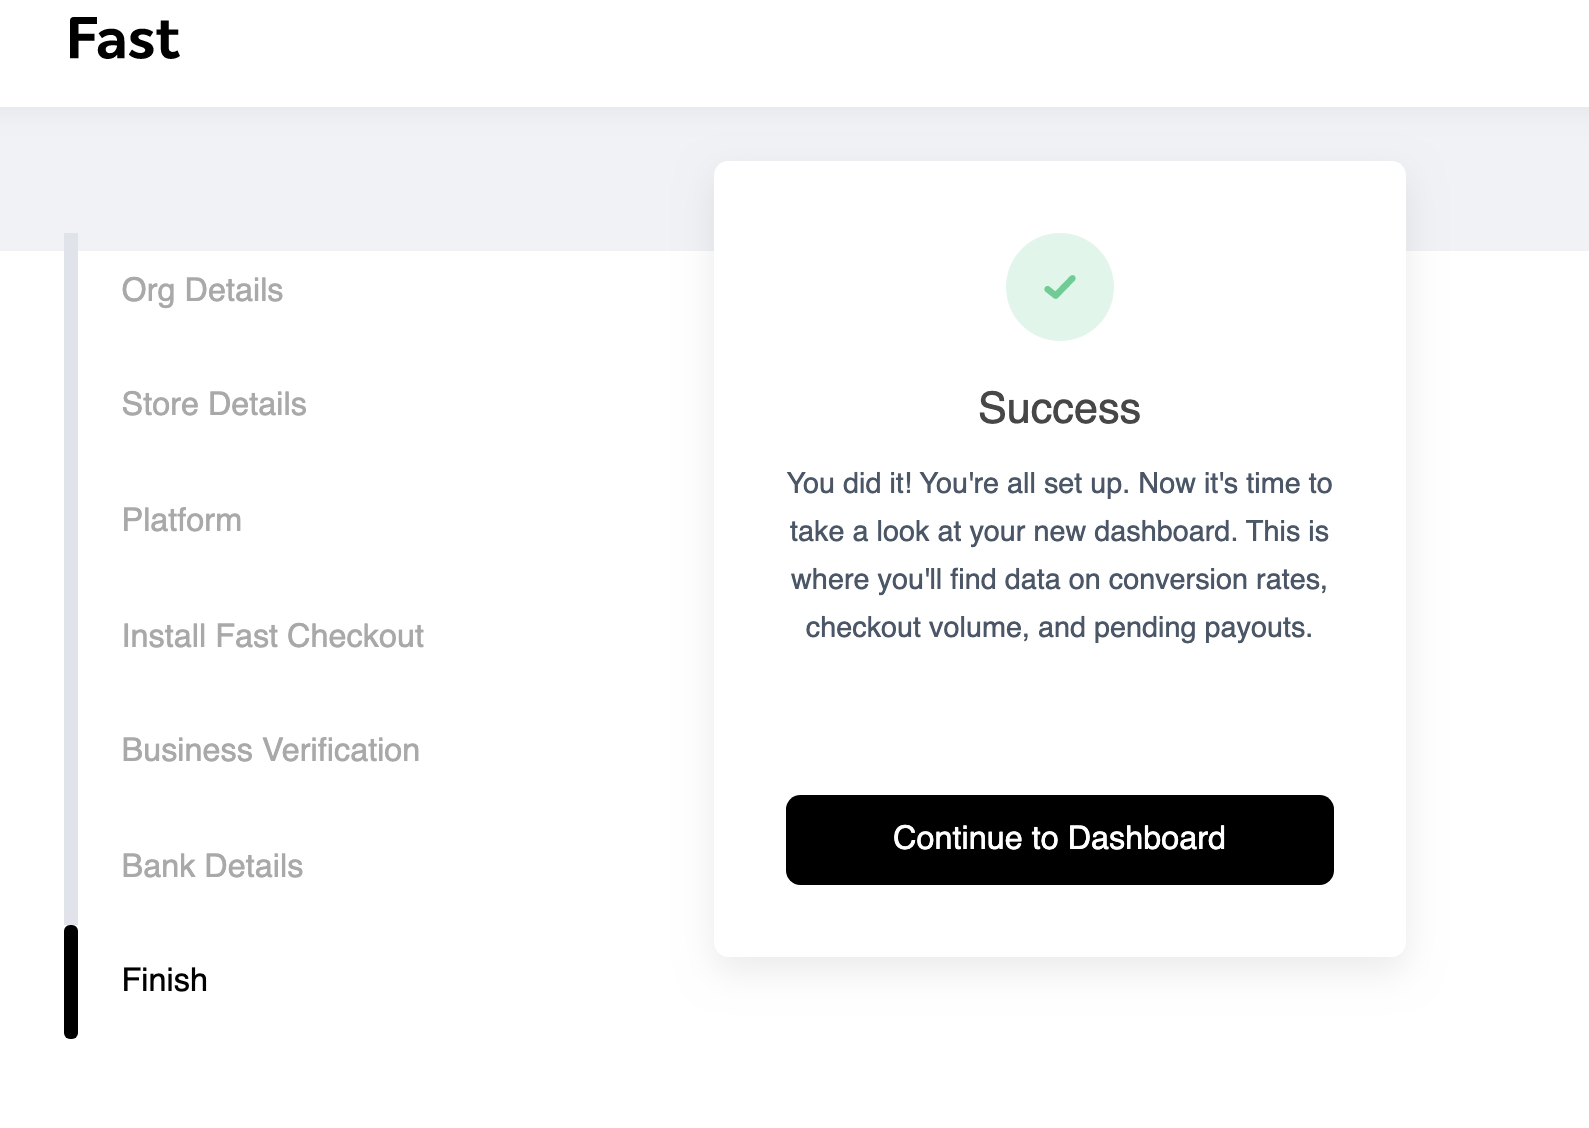 Fast
Org Details
Store Details
Platform
Install Fast Checkout
Business Verification
Bank Details
Finish
Success
You did it! You're all set up. Now it's time to
take a look at your new dashboard. This is
where you'll find data on conversion rates,
checkout volume, and pending payouts.
Continue to Dashboard